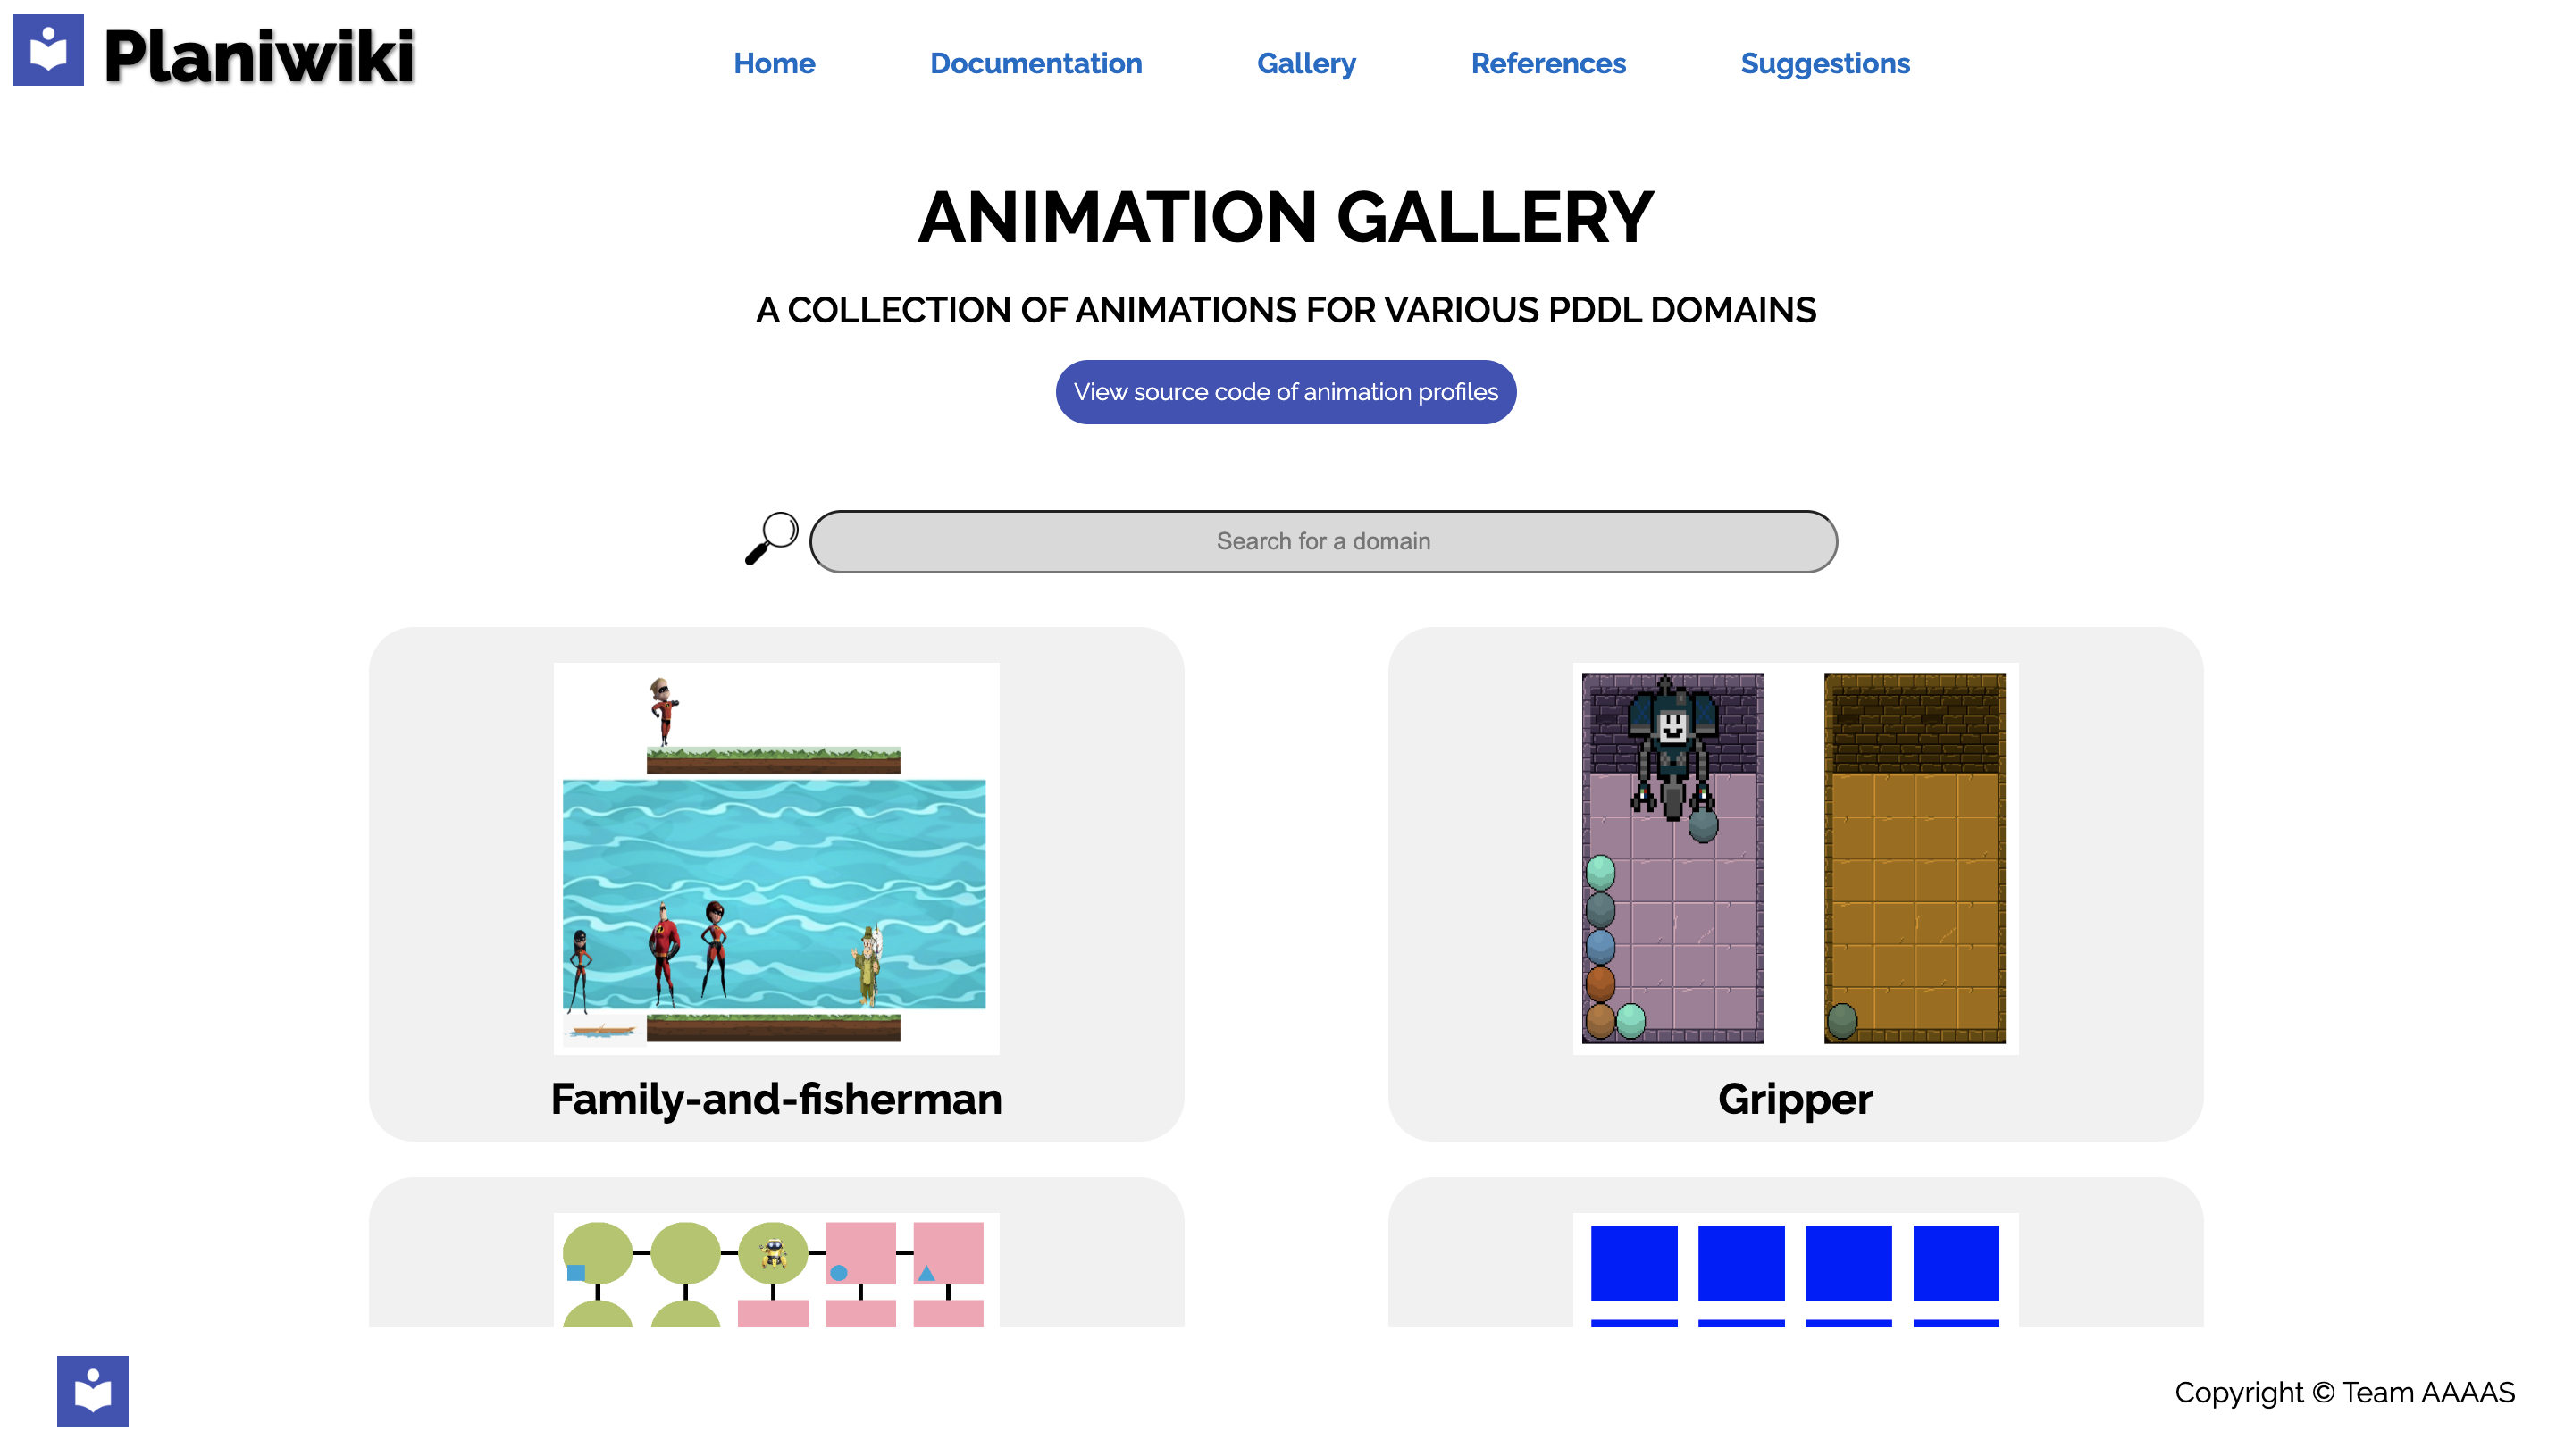 Planiwiki
Home
Documentation
Gallery
References
Suggestions
ANIMATION GALLERY
A COLLECTION OF ANIMATIONS FOR VARIOUS PDDL DOMAINS
View source code of animation profiles
Search for a domain
Family-and-fisherman
Gripper
Copyright © Team AAAAS